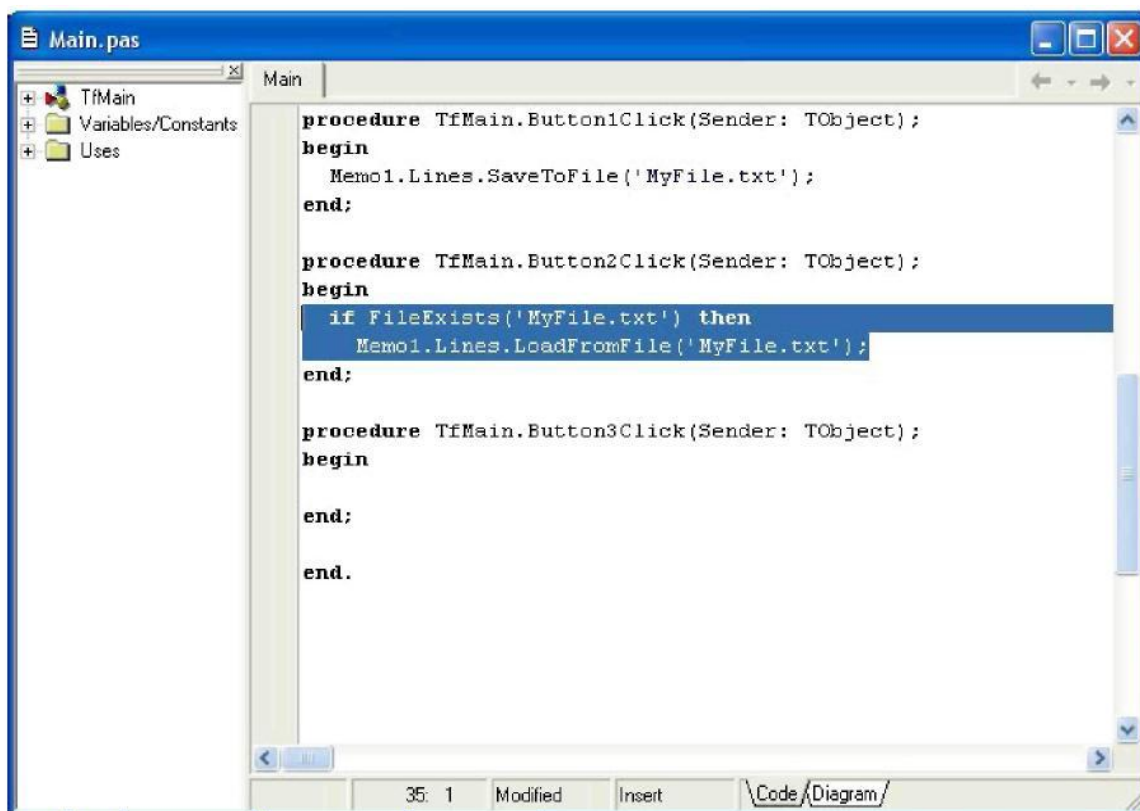 Main.pas
TfMain
Variables/Constants
Uses
Main
procedure TfMain.Button1Click(Sender: TObject);
begin
  Memo1.Lines.SaveToFile('MyFile.txt');
end;
procedure TfMain.Button2Click(Sender: TObject);
begin
  if FileExists('MyFile.txt') then
    Memo1.Lines.LoadFromFile('MyFile.txt');
end;
procedure TfMain.Button3Click(Sender: TObject);
begin
end;
end.
35: 1 Modified Insert Code Diagram